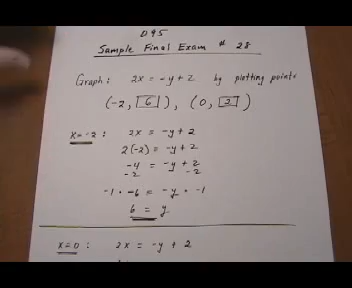 095
Sample Final Exam # 28
Graph: 2x = -y + 2 by plotting points
(-2, 6), (0, 2)
x = -2: 2x = -y + 2
2(-2) = -y + 2
-4 = -y + 2
-2 -2
-1 · -6 = -y · -1
6 = y
x = 0: 2x = -y + 2